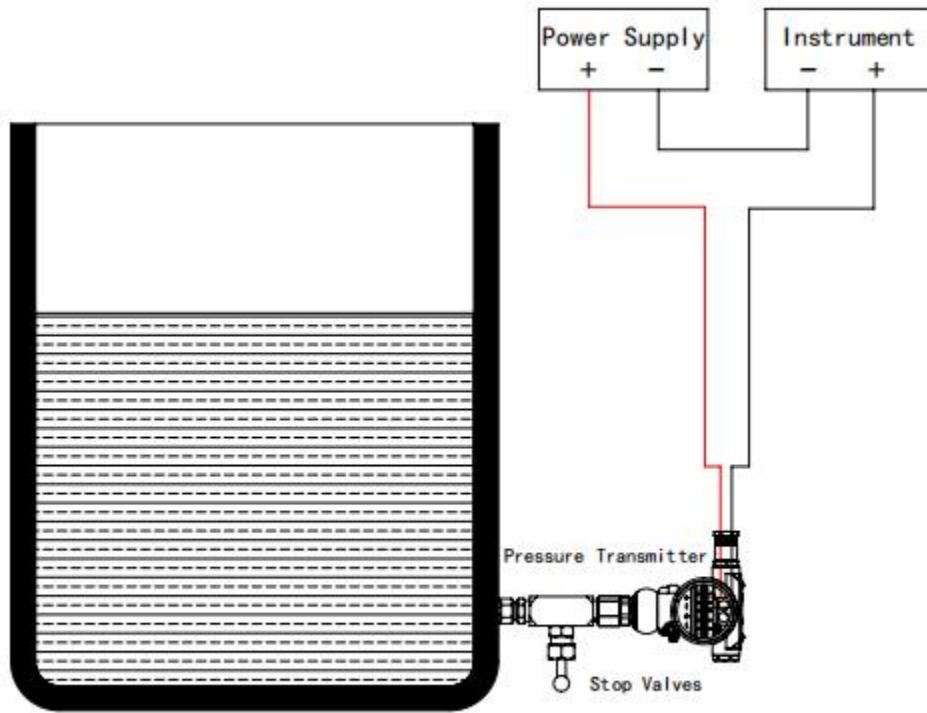 Power Supply
+ −
Instrument
− +
Pressure Transmitter
Stop Valves